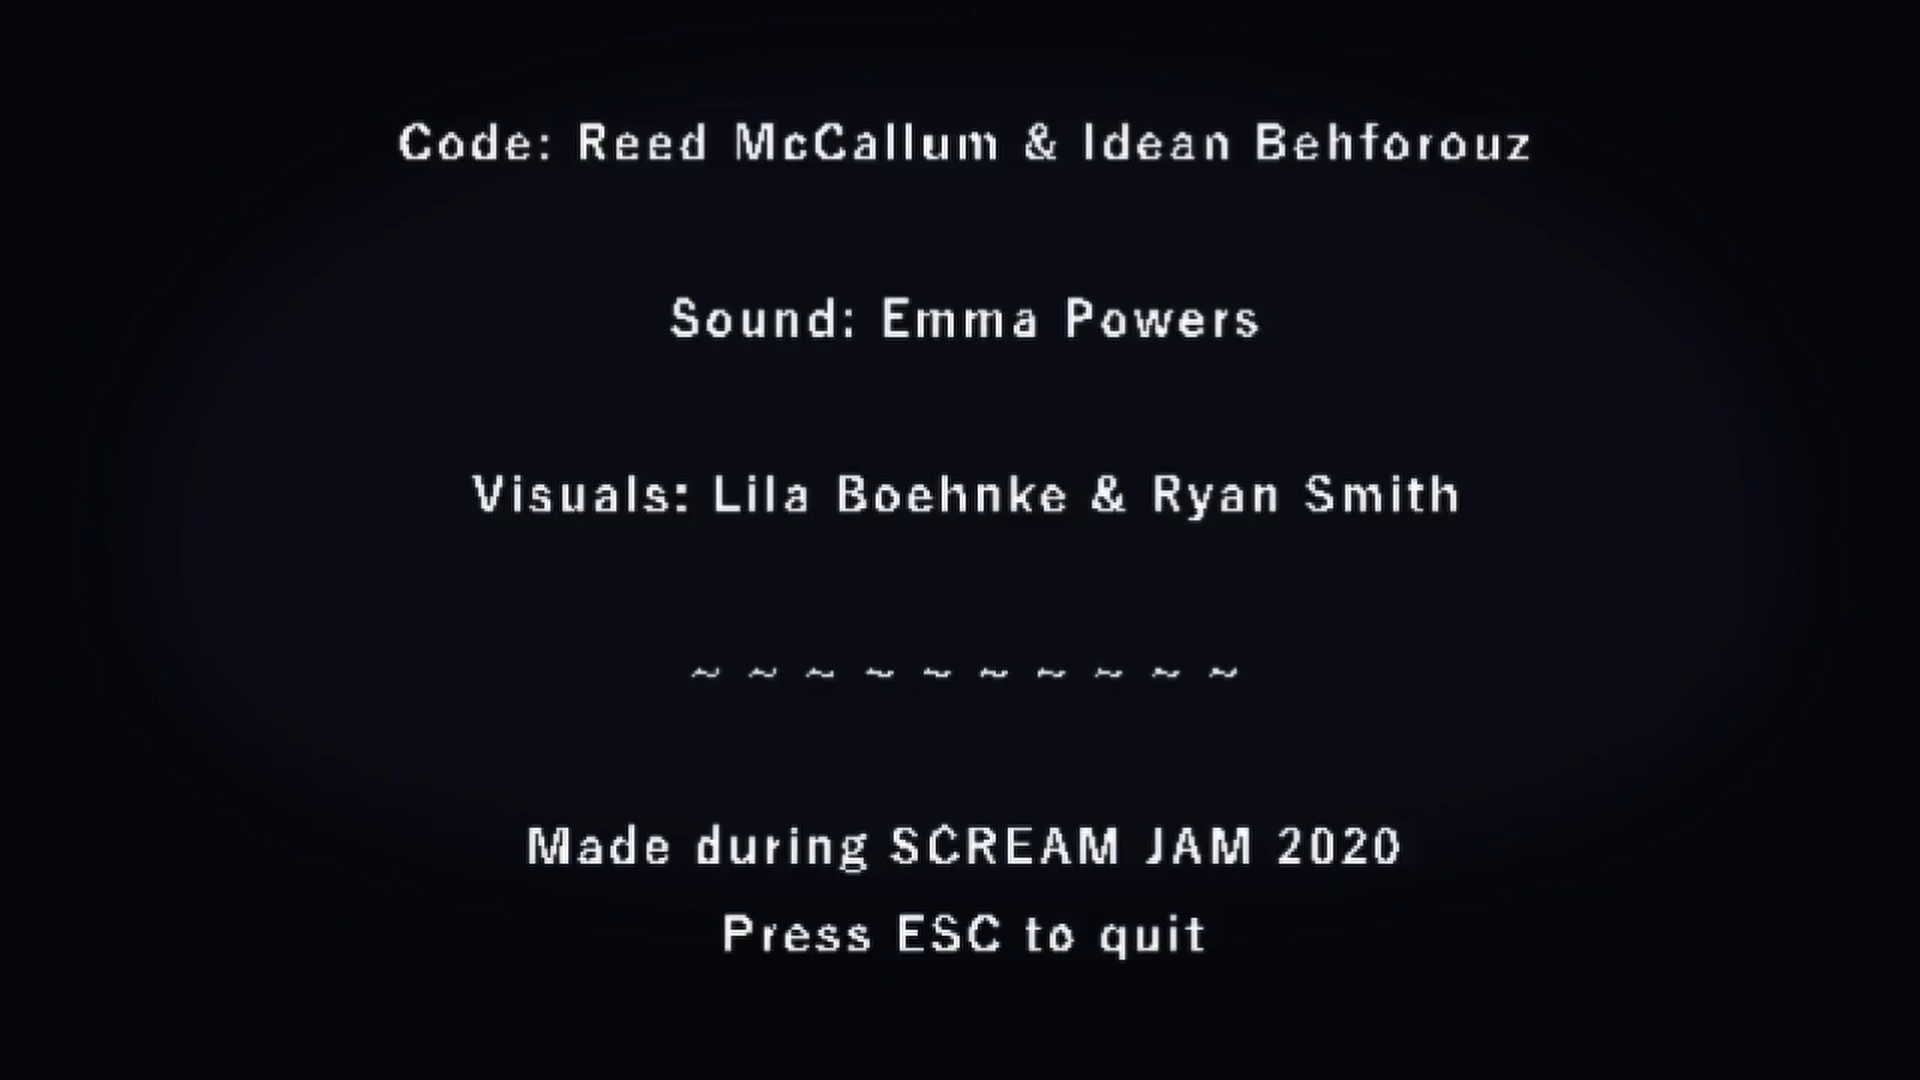 Code: Reed McCallum & Idean Behforouz
Sound: Emma Powers
Visuals: Lila Boehnke & Ryan Smith
~ ~ ~ ~ ~ ~ ~ ~ ~ ~
Made during SCREAM JAM 2020
Press ESC to quit